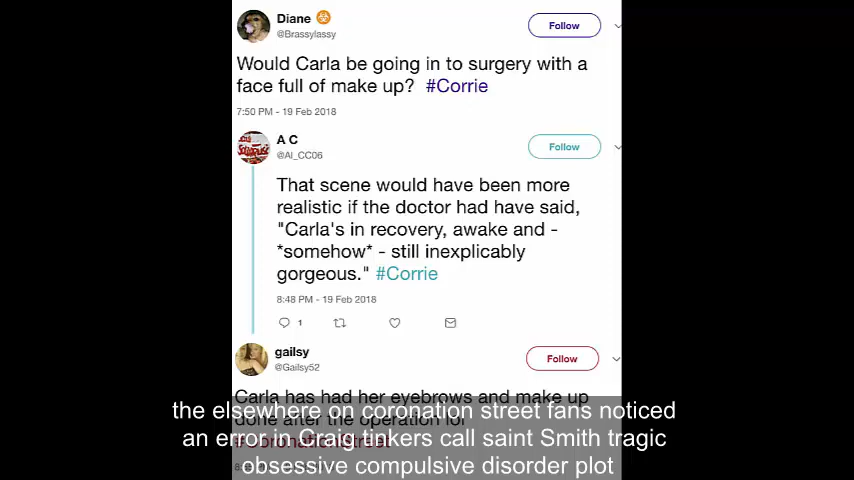 Diane
@Brassylassy
Follow
Would Carla be going in to surgery with a
face full of make up? #Corrie
7:50 PM - 19 Feb 2018
A C
@Al_CC06
Follow
That scene would have been more
realistic if the doctor had have said,
"Carla's in recovery, awake and -
*somehow* - still inexplicably
gorgeous." #Corrie
8:48 PM - 19 Feb 2018
1
gailsy
@Gailsy52
Follow
Carla has had her eyebrows and make up
done after the operation lol
#coronationstreet
the elsewhere on coronation street fans noticed
an error in Craig tinkers call saint Smith tragic
obsessive compulsive disorder plot